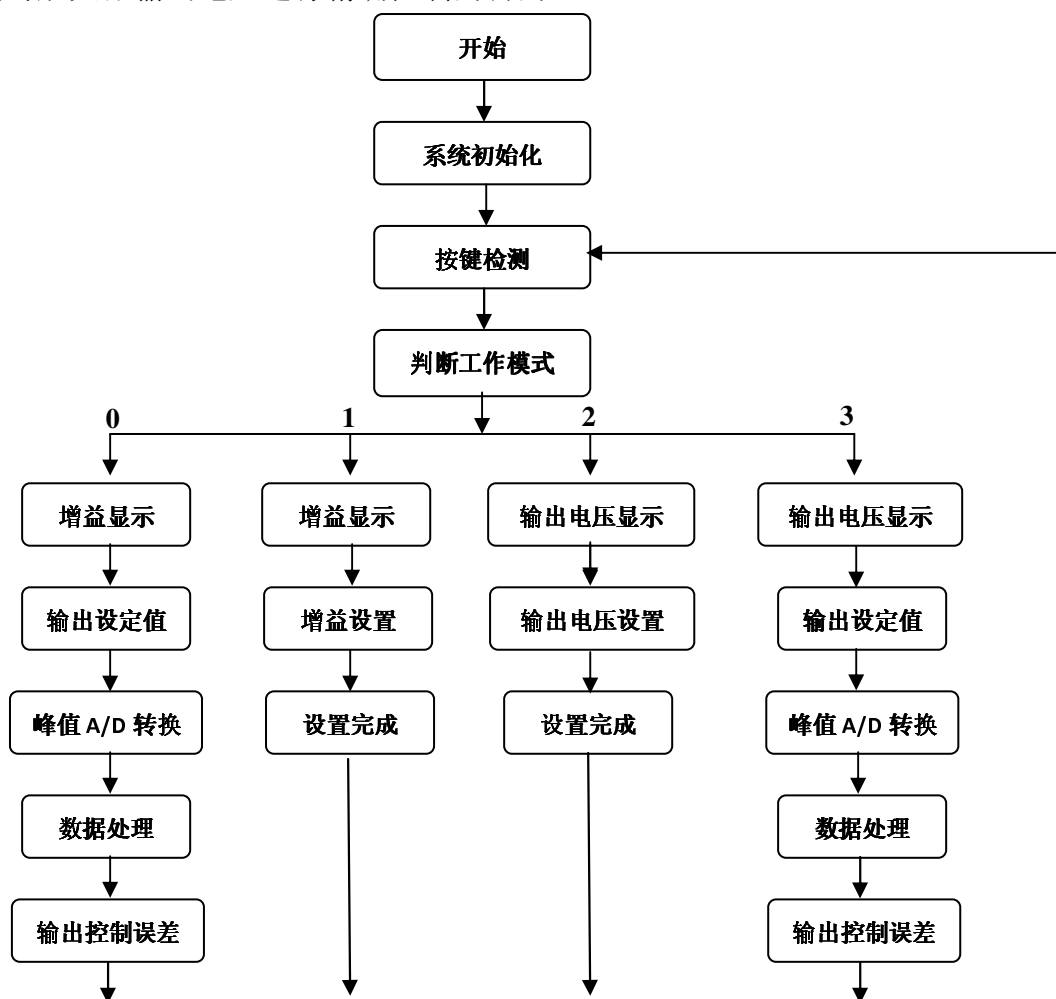 开始
系统初始化
按键检测
判断工作模式
0 1 2 3
增益显示 增益显示 输出电压显示 输出电压显示
输出设定值 增益设置 输出电压设置 输出设定值
峰值 A/D 转换 设置完成 设置完成 峰值 A/D 转换
数据处理 数据处理
输出控制误差 输出控制误差